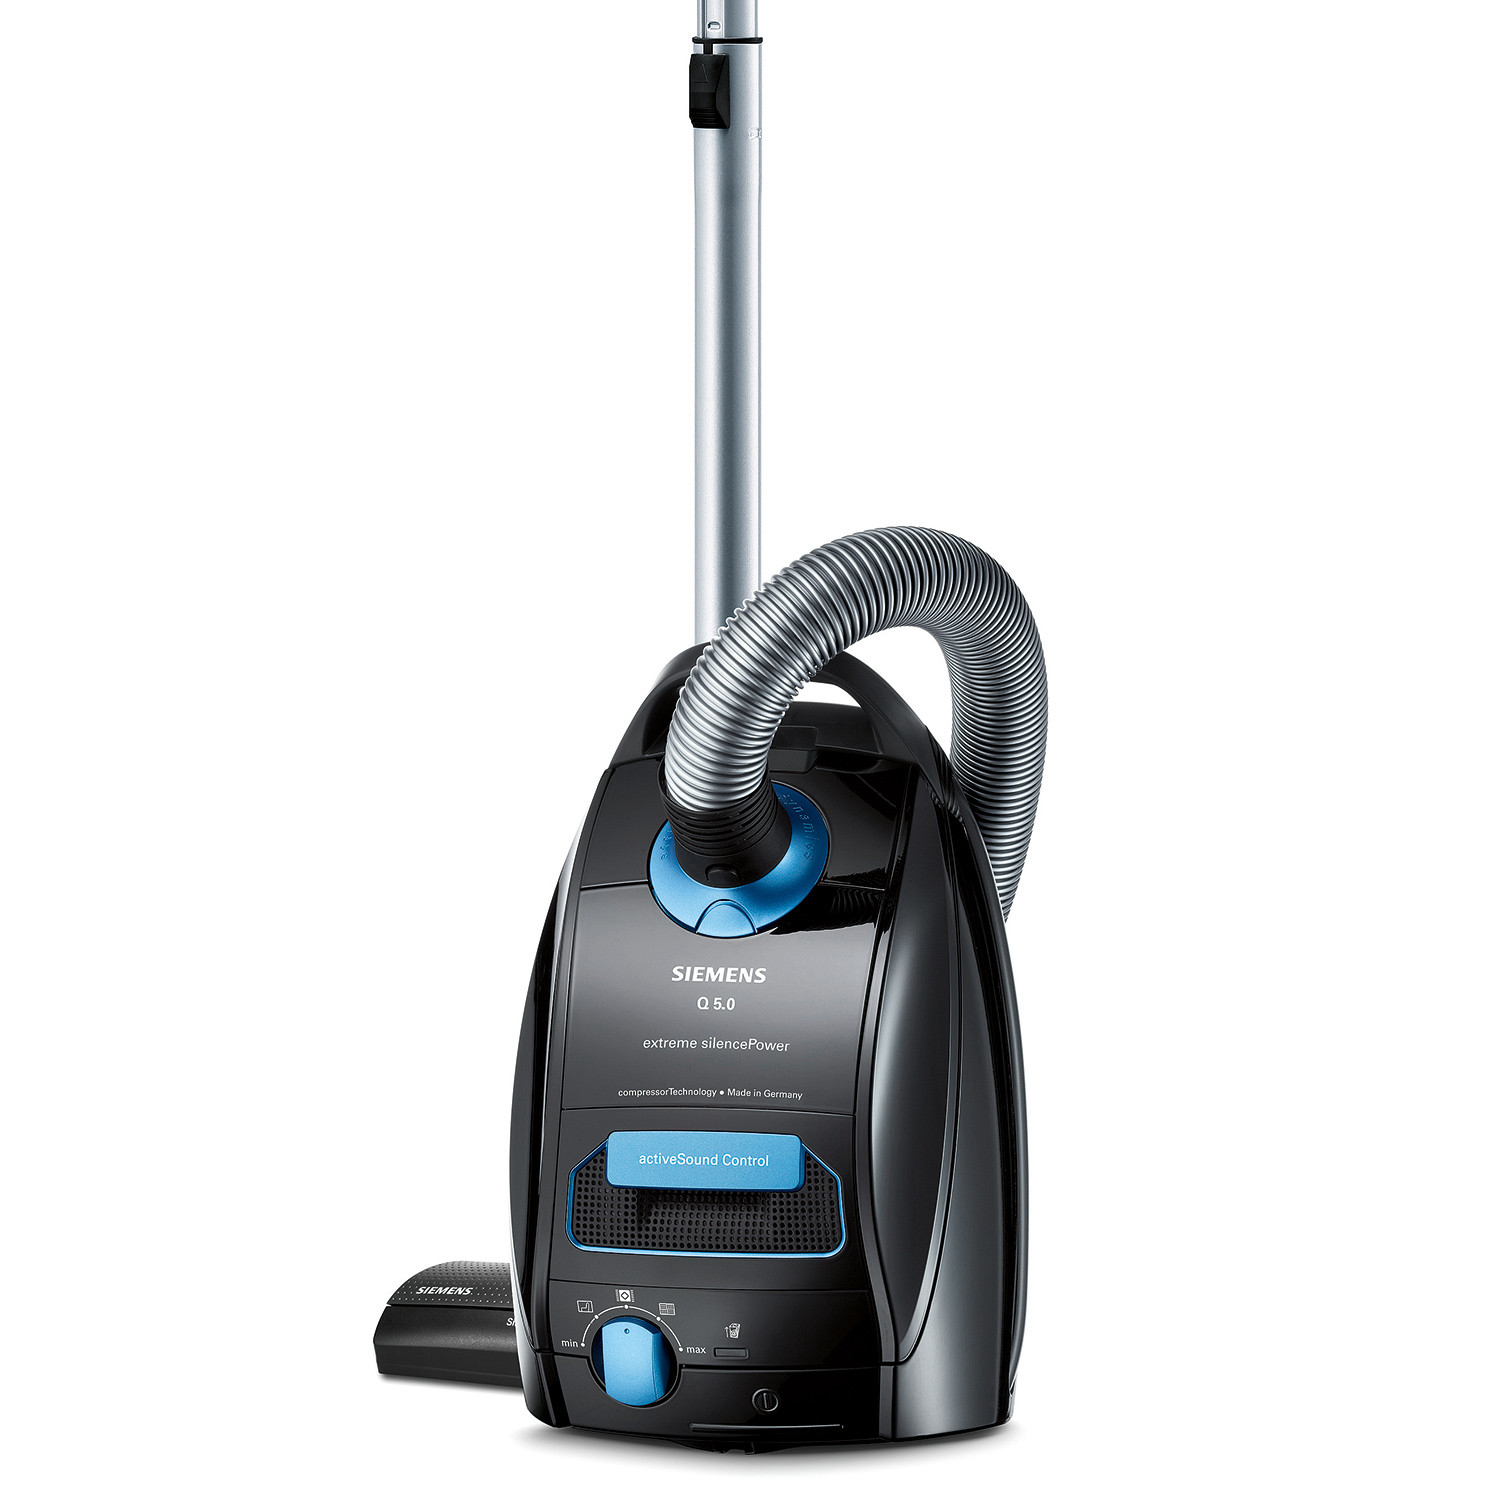 SIEMENS
Q 5.0
extreme silencePower
compressorTechnology • Made in Germany
activeSound Control
min
max
SIEMENS